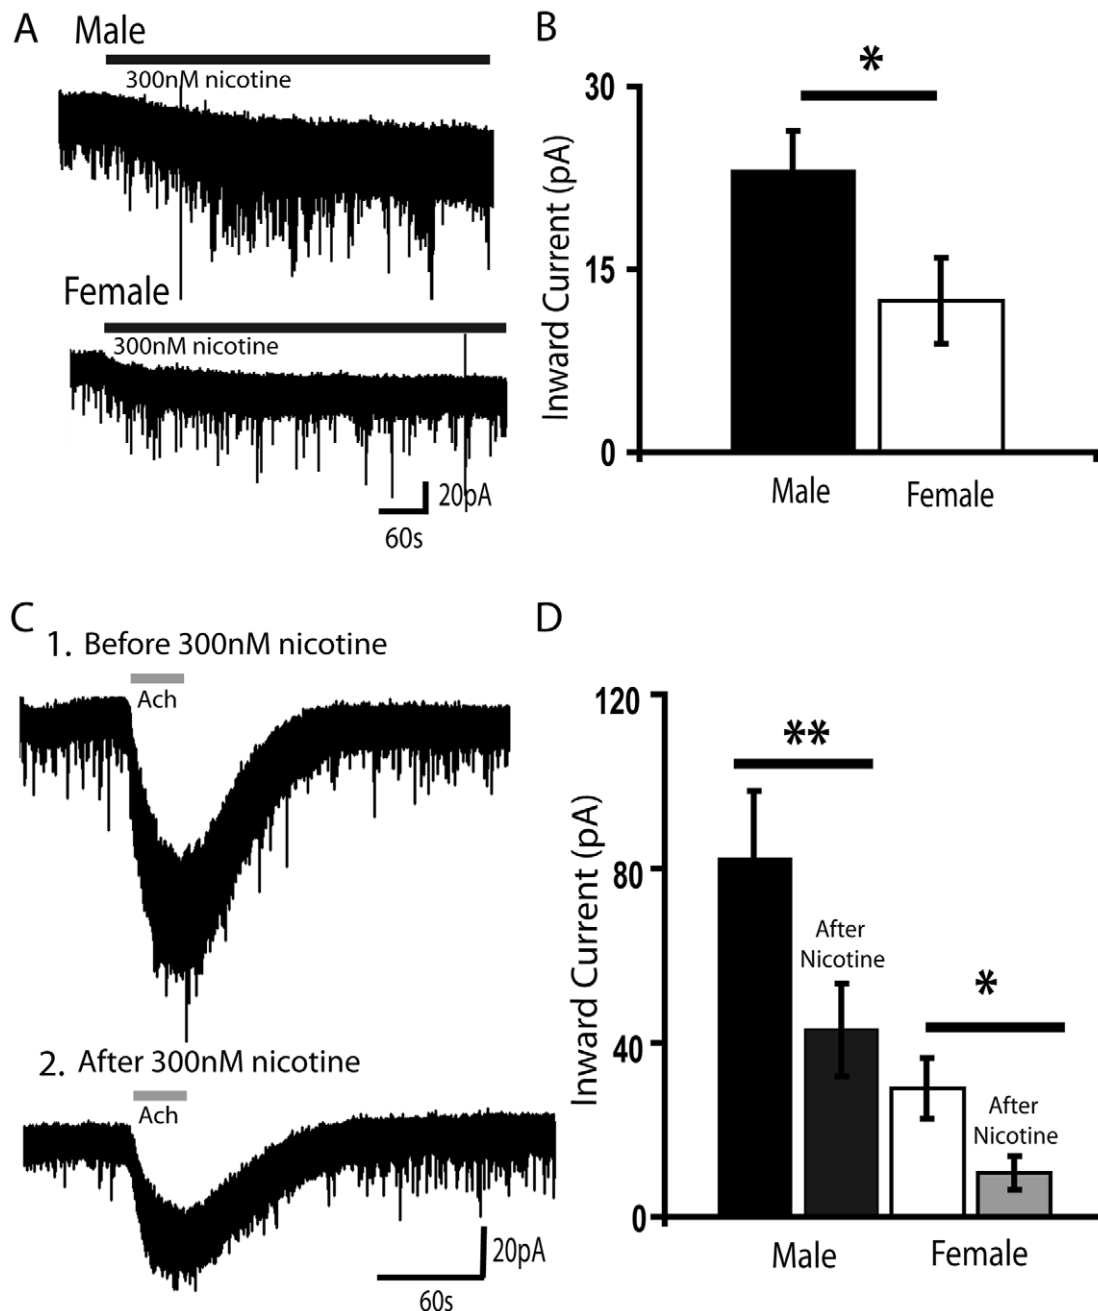 A
Male
300nM nicotine
Female
300nM nicotine
20pA
60s
B
*
30
15
0
Inward Current (pA)
Male
Female
C
1. Before 300nM nicotine
Ach
2. After 300nM nicotine
Ach
20pA
60s
D
120
80
40
0
Inward Current (pA)
**
After
Nicotine
*
After
Nicotine
Male
Female